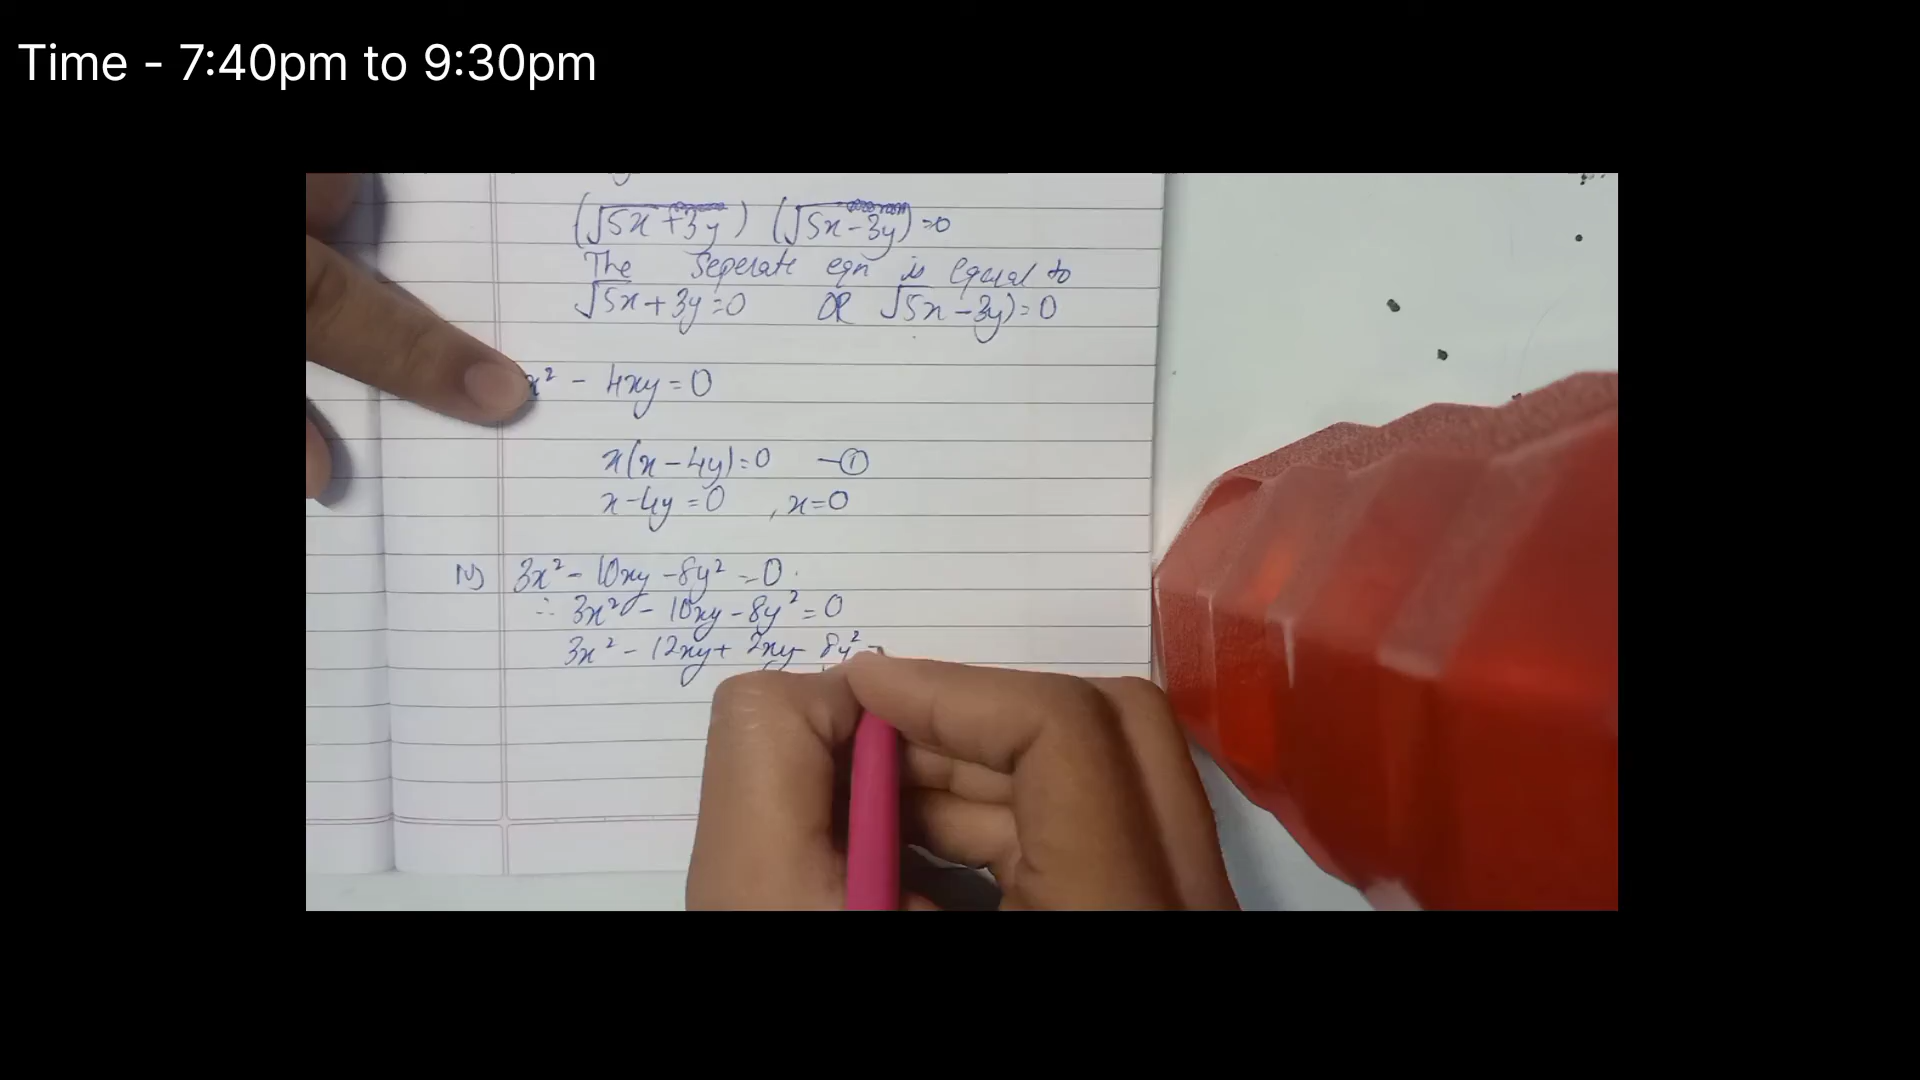 Time - 7:40pm to 9:30pm
(√5x + 3y) (√5x - 3y) = 0
The Seperate eqn is equal to
√5x + 3y = 0 OR √5x - 3y) = 0
x² - 4xy = 0
x(x - 4y) = 0 —①
x - 4y = 0 , x = 0
IV) 3x² - 10xy - 8y² = 0
∴ 3x² - 10xy - 8y² = 0
3x² - 12xy + 2xy - 8y² =